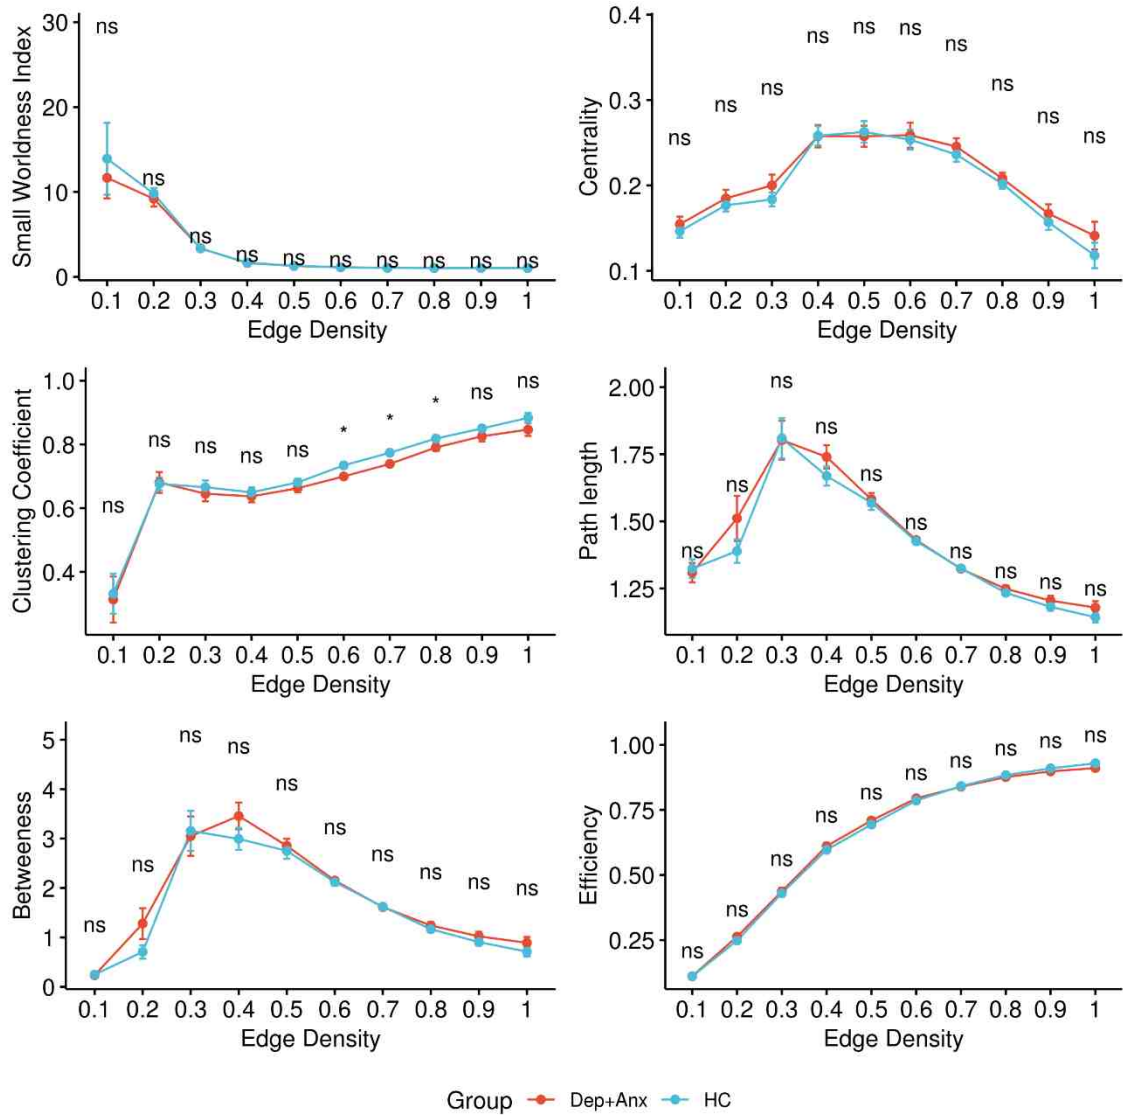 Small Worldness Index
30
20
10
0
ns
ns
ns
ns
ns
ns
ns
ns
ns
ns
0.1 0.2 0.3 0.4 0.5 0.6 0.7 0.8 0.9 1
Edge Density
Centrality
0.4
0.3
0.2
0.1
ns
ns
ns
ns
ns
ns
ns
ns
ns
ns
0.1 0.2 0.3 0.4 0.5 0.6 0.7 0.8 0.9 1
Edge Density
Clustering Coefficient
1.0
0.8
0.6
0.4
ns
ns
ns
ns
ns
*
*
*
ns
ns
0.1 0.2 0.3 0.4 0.5 0.6 0.7 0.8 0.9 1
Edge Density
Path length
2.00
1.75
1.50
1.25
ns
ns
ns
ns
ns
ns
ns
ns
ns
ns
0.1 0.2 0.3 0.4 0.5 0.6 0.7 0.8 0.9 1
Edge Density
Betweeness
5
4
3
2
1
0
ns
ns
ns
ns
ns
ns
ns
ns
ns
ns
0.1 0.2 0.3 0.4 0.5 0.6 0.7 0.8 0.9 1
Edge Density
Efficiency
1.00
0.75
0.50
0.25
ns
ns
ns
ns
ns
ns
ns
ns
ns
ns
0.1 0.2 0.3 0.4 0.5 0.6 0.7 0.8 0.9 1
Edge Density
Group Dep+Anx HC